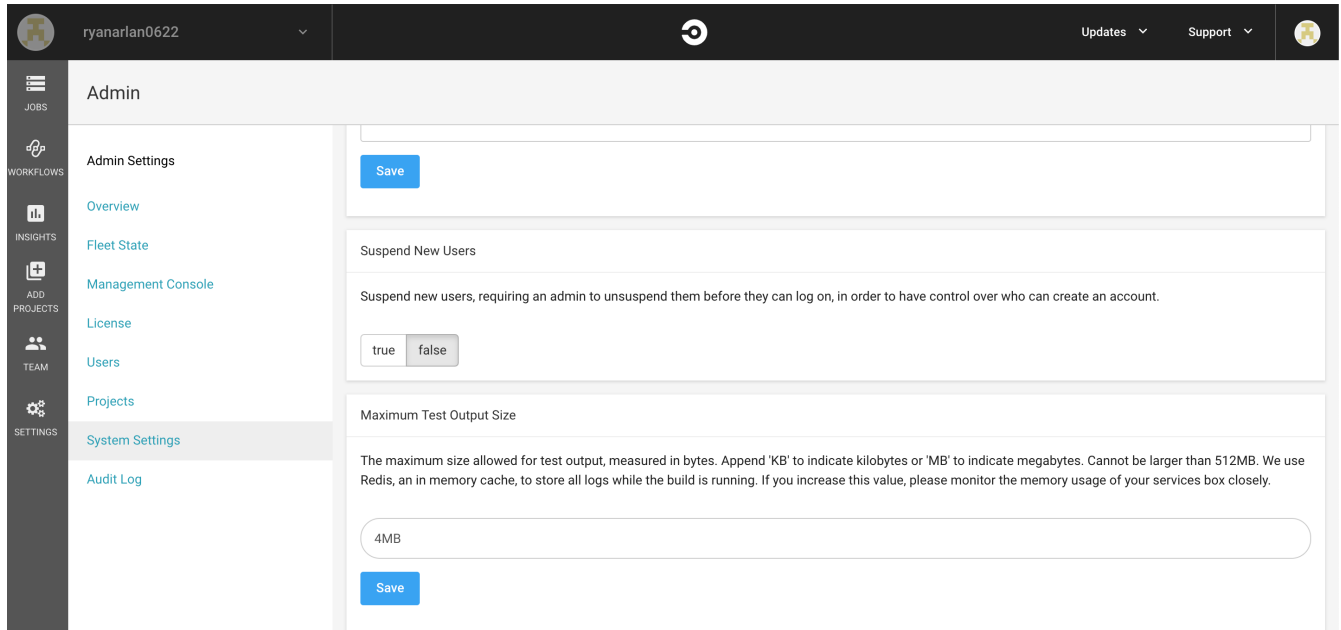 ryanarlan0622
Updates
Support
JOBS
WORKFLOWS
INSIGHTS
ADD
PROJECTS
TEAM
SETTINGS
Admin
Admin Settings
Overview
Fleet State
Management Console
License
Users
Projects
System Settings
Audit Log
Save
Suspend New Users
Suspend new users, requiring an admin to unsuspend them before they can log on, in order to have control over who can create an account.
true false
Maximum Test Output Size
The maximum size allowed for test output, measured in bytes. Append 'KB' to indicate kilobytes or 'MB' to indicate megabytes. Cannot be larger than 512MB. We use
Redis, an in memory cache, to store all logs while the build is running. If you increase this value, please monitor the memory usage of your services box closely.
4MB
Save